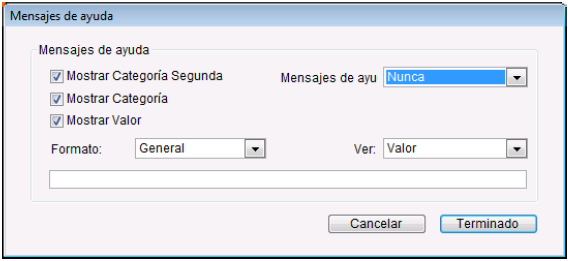 Mensajes de ayuda
Mensajes de ayuda
Mostrar Categoría Segunda
Mensajes de ayu Nunca
Mostrar Categoría
Mostrar Valor
Formato: General Ver: Valor
Cancelar Terminado